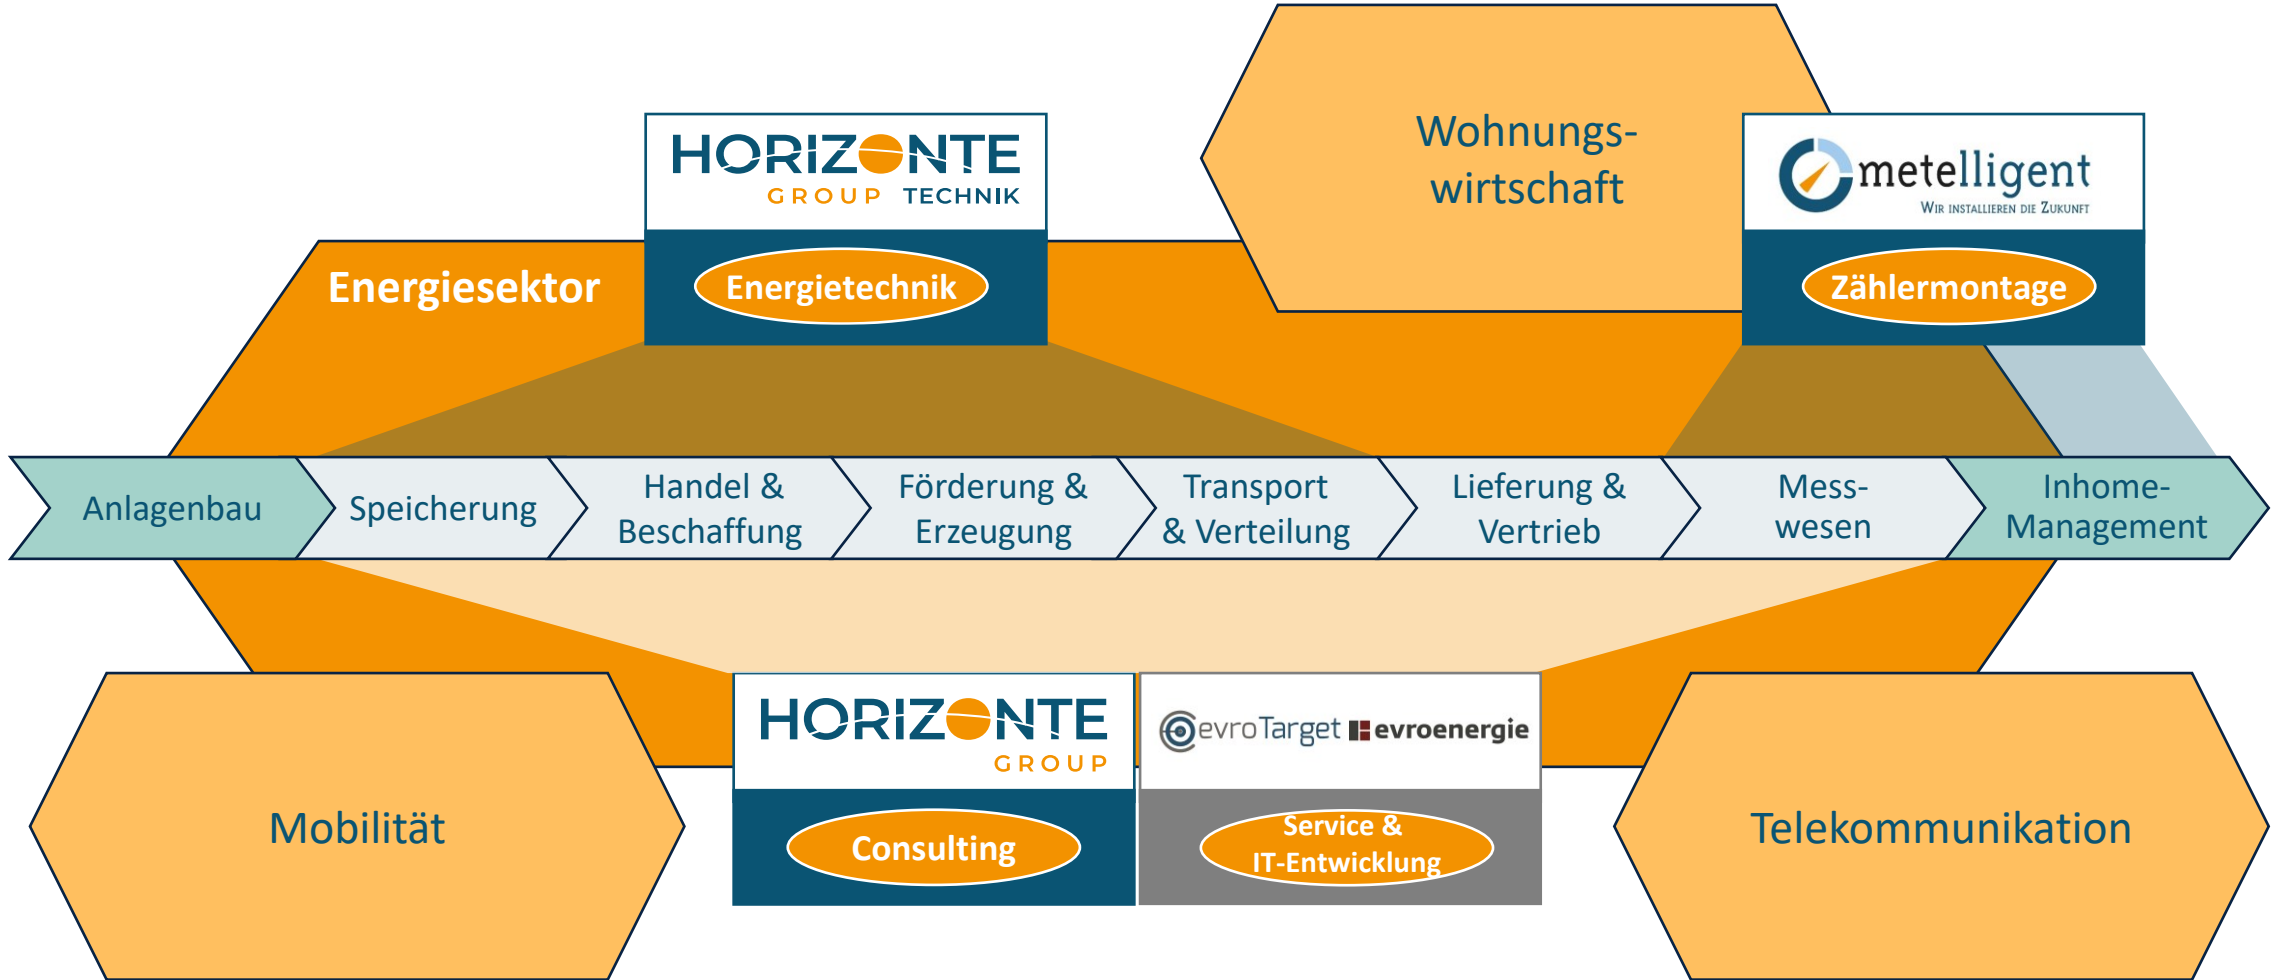 Wohnungs-
wirtschaft
HORIZONTE
GROUP TECHNIK
Energietechnik
metelligent
WIR INSTALLIEREN DIE ZUKUNFT
Zählermontage
Energiesektor
Anlagenbau
Speicherung
Handel &
Beschaffung
Förderung &
Erzeugung
Transport
& Verteilung
Lieferung &
Vertrieb
Mess-
wesen
Inhome-
Management
Mobilität
HORIZONTE
GROUP
Consulting
evroTarget evroenergie
Service &
IT-Entwicklung
Telekommunikation